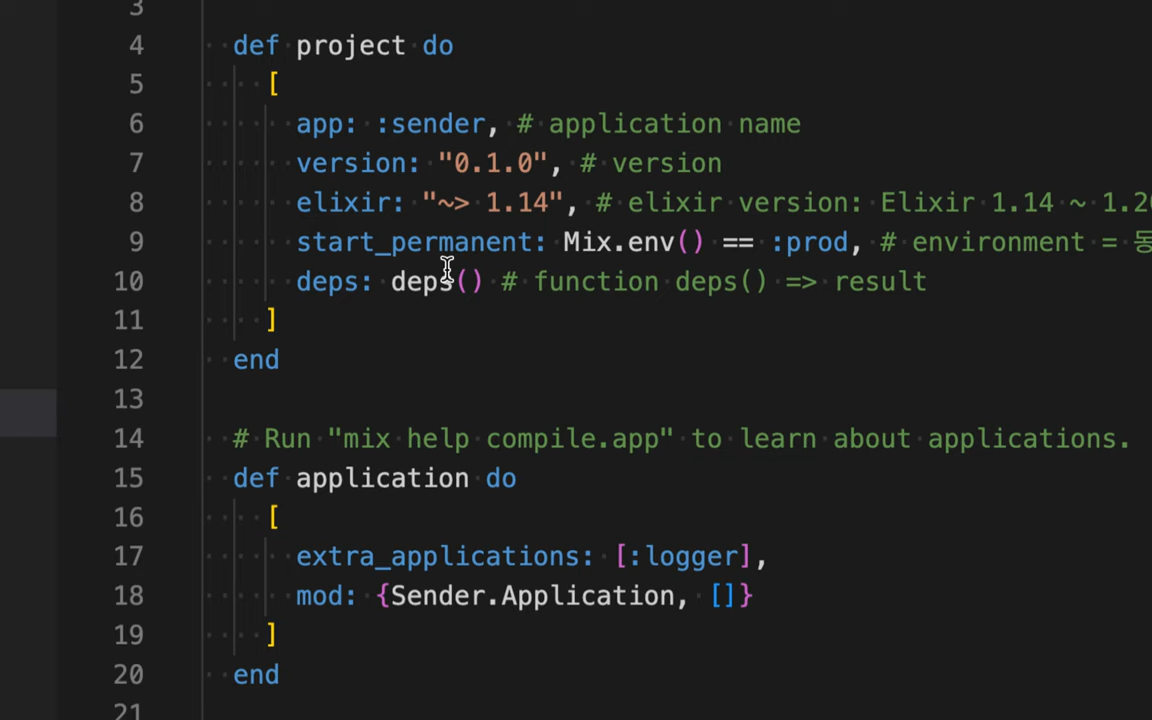 3
4 def project do
5 [
6 app: :sender, # application name
7 version: "0.1.0", # version
8 elixir: "~> 1.14", # elixir version: Elixir 1.14 ~
9 start_permanent: Mix.env() == :prod, # environment =
10 deps: deps() # function deps() => result
11 ]
12 end
13
14 # Run "mix help compile.app" to learn about applications.
15 def application do
16 [
17 extra_applications: [:logger],
18 mod: {Sender.Application, []}
19 ]
20 end
21